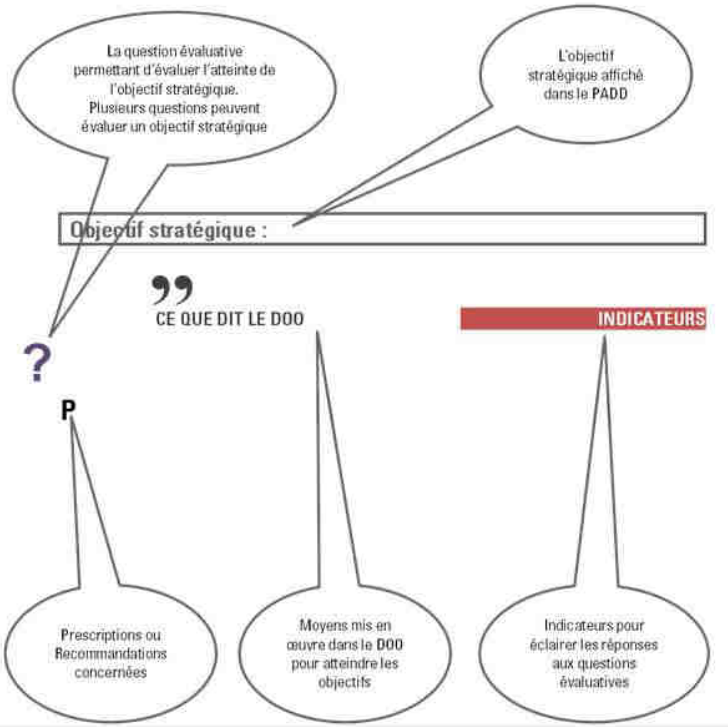 La question évaluative
permettant d'évaluer l'atteinte de
l'objectif stratégique.
Plusieurs questions peuvent
évaluer un objectif stratégique
L'objectif
stratégique affiché
dans le PADD
Objectif stratégique :
❟❟
CE QUE DIT LE DOO
INDICATEURS
?
P
Prescriptions ou
Recommandations
concernées
Moyens mis en
œuvre dans le DOO
pour atteindre les
objectifs
Indicateurs pour
éclairer les réponses
aux questions
évaluatives